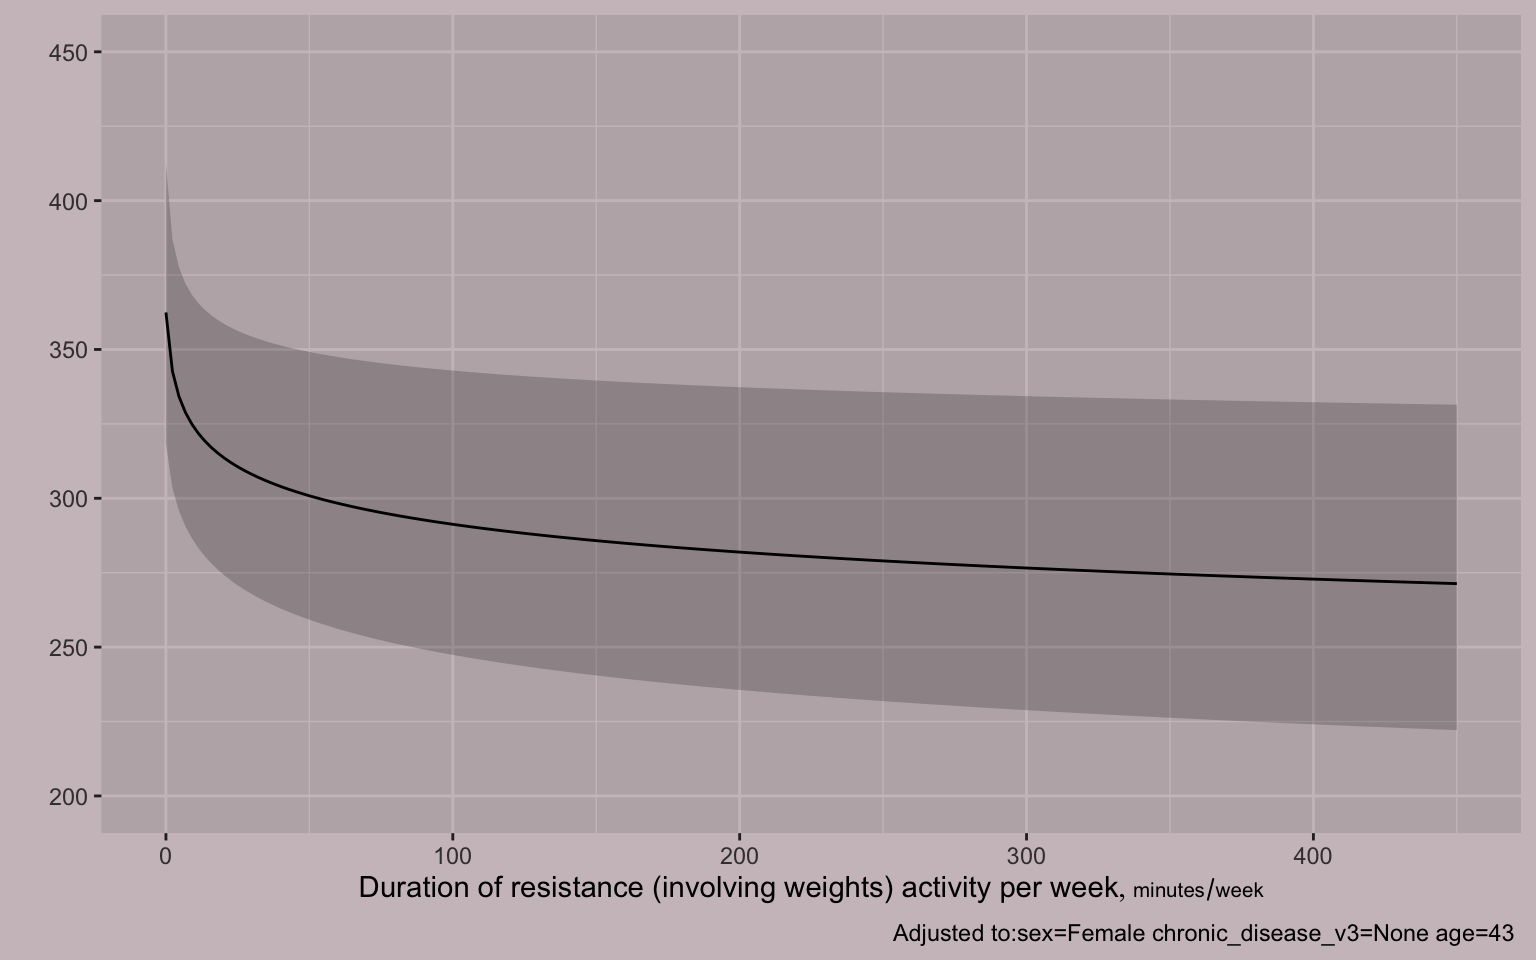 450
400
350
300
250
200
0 100 200 300 400
Duration of resistance (involving weights) activity per week, minutes/week
Adjusted to:sex=Female chronic_disease_v3=None age=43